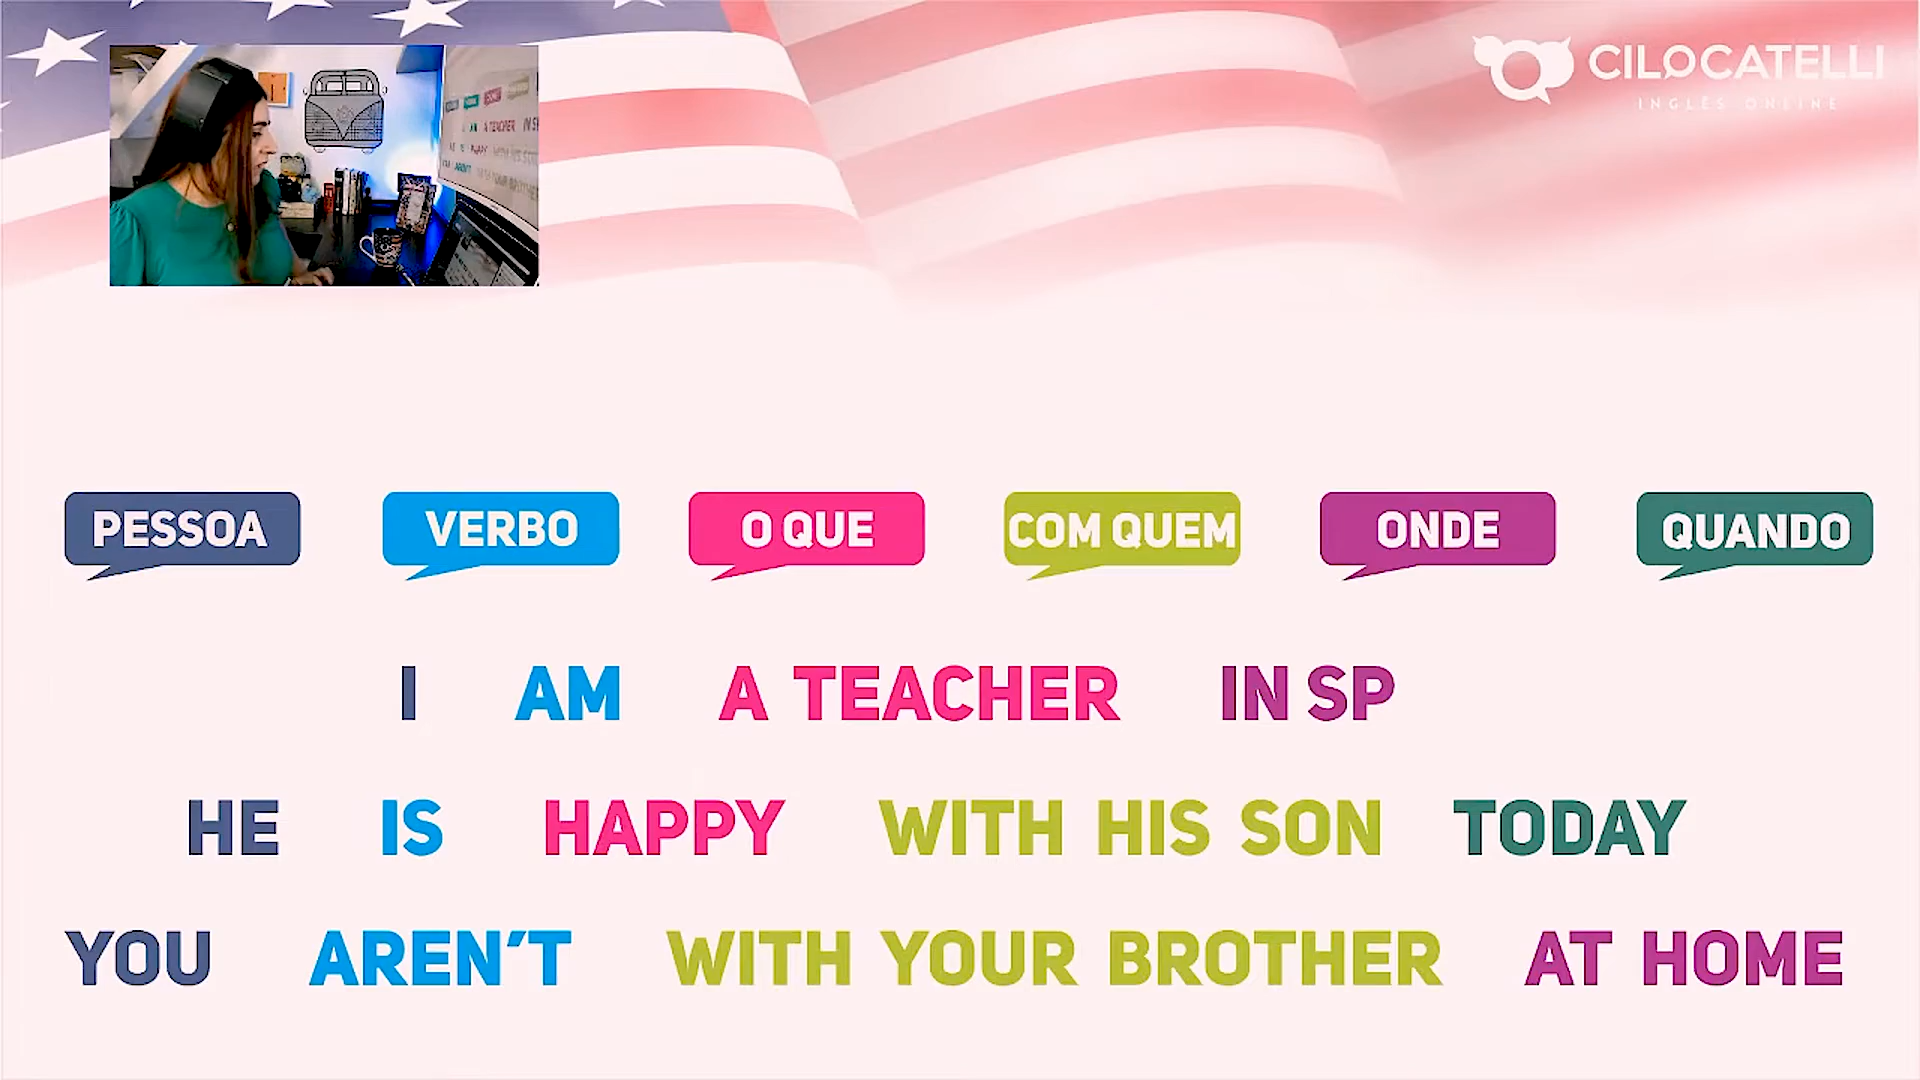 CILOCATELLI
INGLÊS ONLINE
PESSOA VERBO O QUE COM QUEM ONDE QUANDO
I AM A TEACHER IN SP
HE IS HAPPY WITH HIS SON TODAY
YOU AREN’T WITH YOUR BROTHER AT HOME